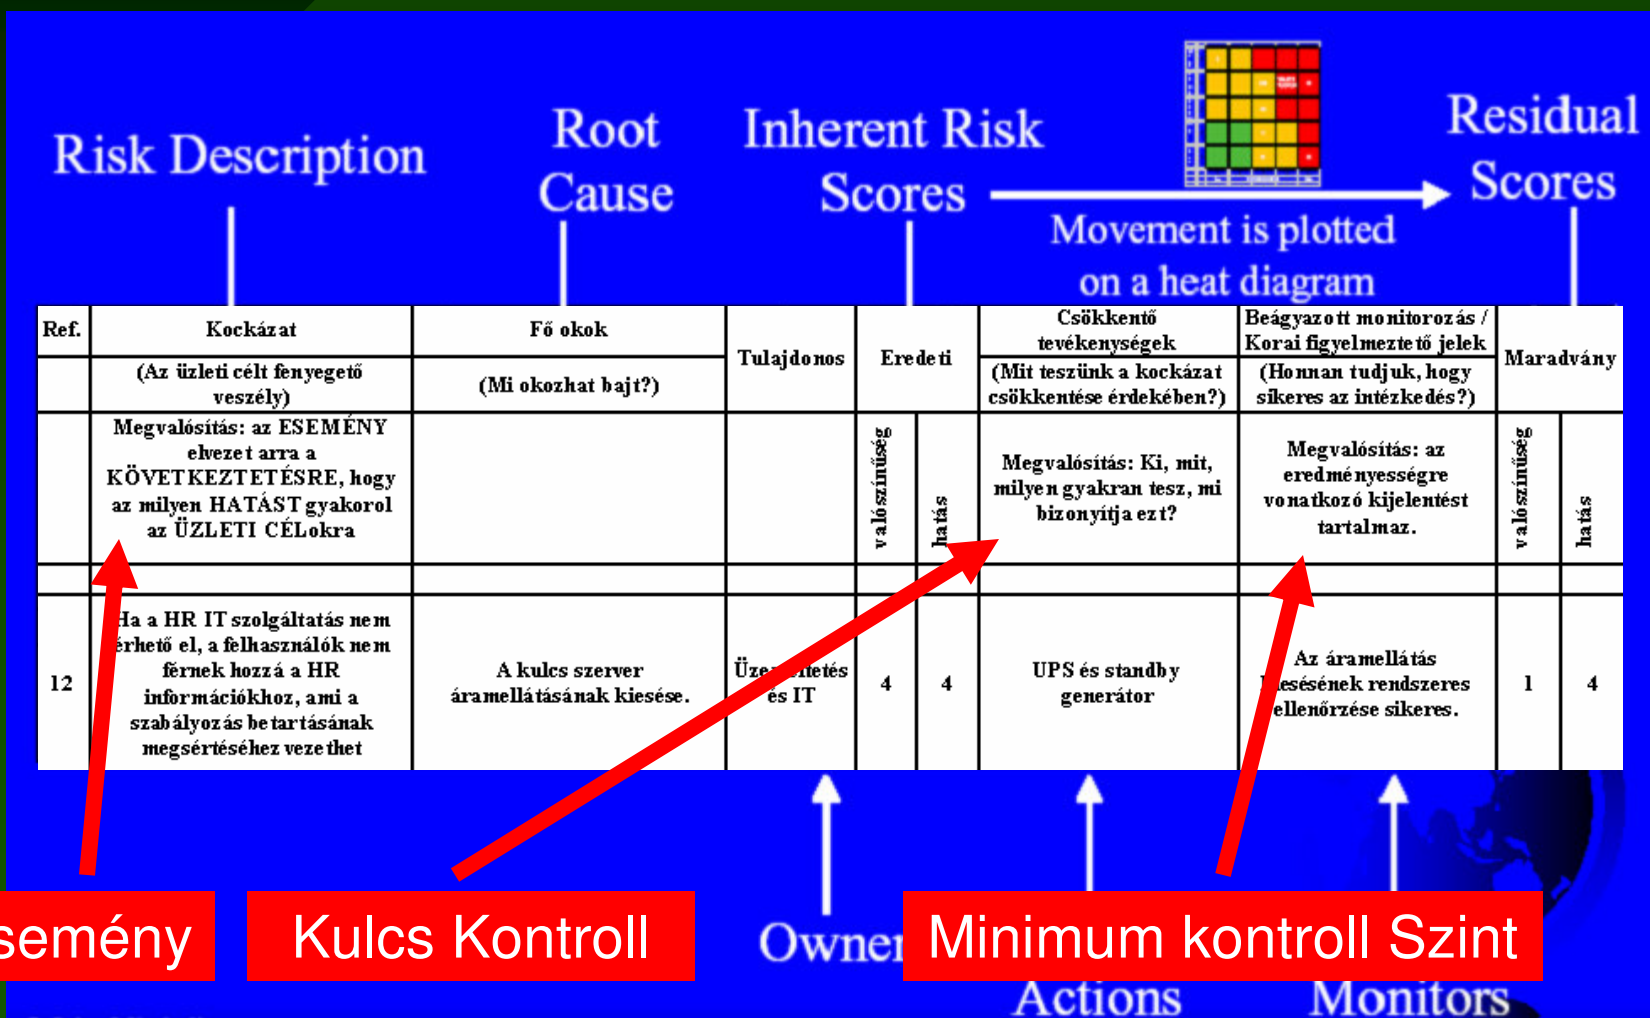 Risk Description
Root
Cause
Inherent Risk
Scores
Movement is plotted
on a heat diagram
Residual
Scores
Ref.
Kockázat
Fő okok
Tulajdonos
Eredeti
Csökkentő
tevékenységek
Beágyazott monitorozás /
Korai figyelmeztető jelek
Maradvány
(Az üzleti célt fenyegető
veszély)
(Mi okozhat bajt?)
(Mit teszünk a kockázat
csökkentése érdekében?)
(Honnan tudjuk, hogy
sikeres az intézkedés?)
Megvalósítás: az ESEMÉNY
elvezet arra a
KÖVETKEZTETÉSRE, hogy
az milyen HATÁST gyakorol
az ÜZLETI CÉLokra
valószínűség
hatás
Megvalósítás: Ki, mit,
milyen gyakran tesz, mi
bizonyítja ezt?
Megvalósítás: az
eredményességre
vonatkozó kijelentést
tartalmaz.
valószínűség
hatás
12
Ha a HR IT szolgáltatás nem
érhető el, a felhasználók nem
férnek hozzá a HR
információkhoz, ami a
szabályozás betartásának
megsértéséhez vezethet
A kulcs szerver
áramellátásának kiesése.
és IT
4
4
UPS és standby
generátor
Az áramellátás
kiesésének rendszeres
ellenőrzése sikeres.
1
4
semény
Kulcs Kontroll
Owner
Minimum kontroll Szint
Actions
Monitors